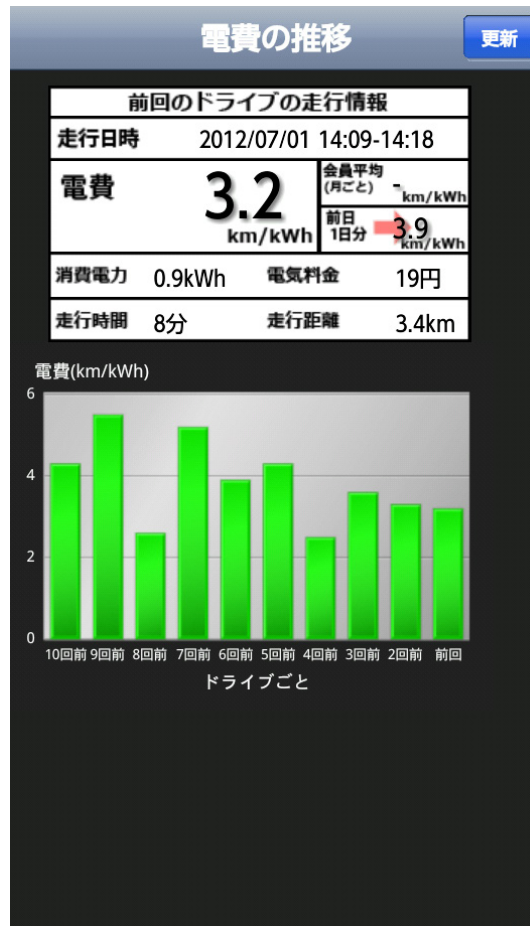 電費の推移
更新
前回のドライブの走行情報
走行日時 2012/07/01 14:09-14:18
電費 3.2 km/kWh
会員平均
(月ごと) - km/kWh
前日
1日分 3.9 km/kWh
消費電力 0.9kWh 電気料金 19円
走行時間 8分 走行距離 3.4km
電費(km/kWh)
6
4
2
0
10回前 9回前 8回前 7回前 6回前 5回前 4回前 3回前 2回前 前回
ドライブごと